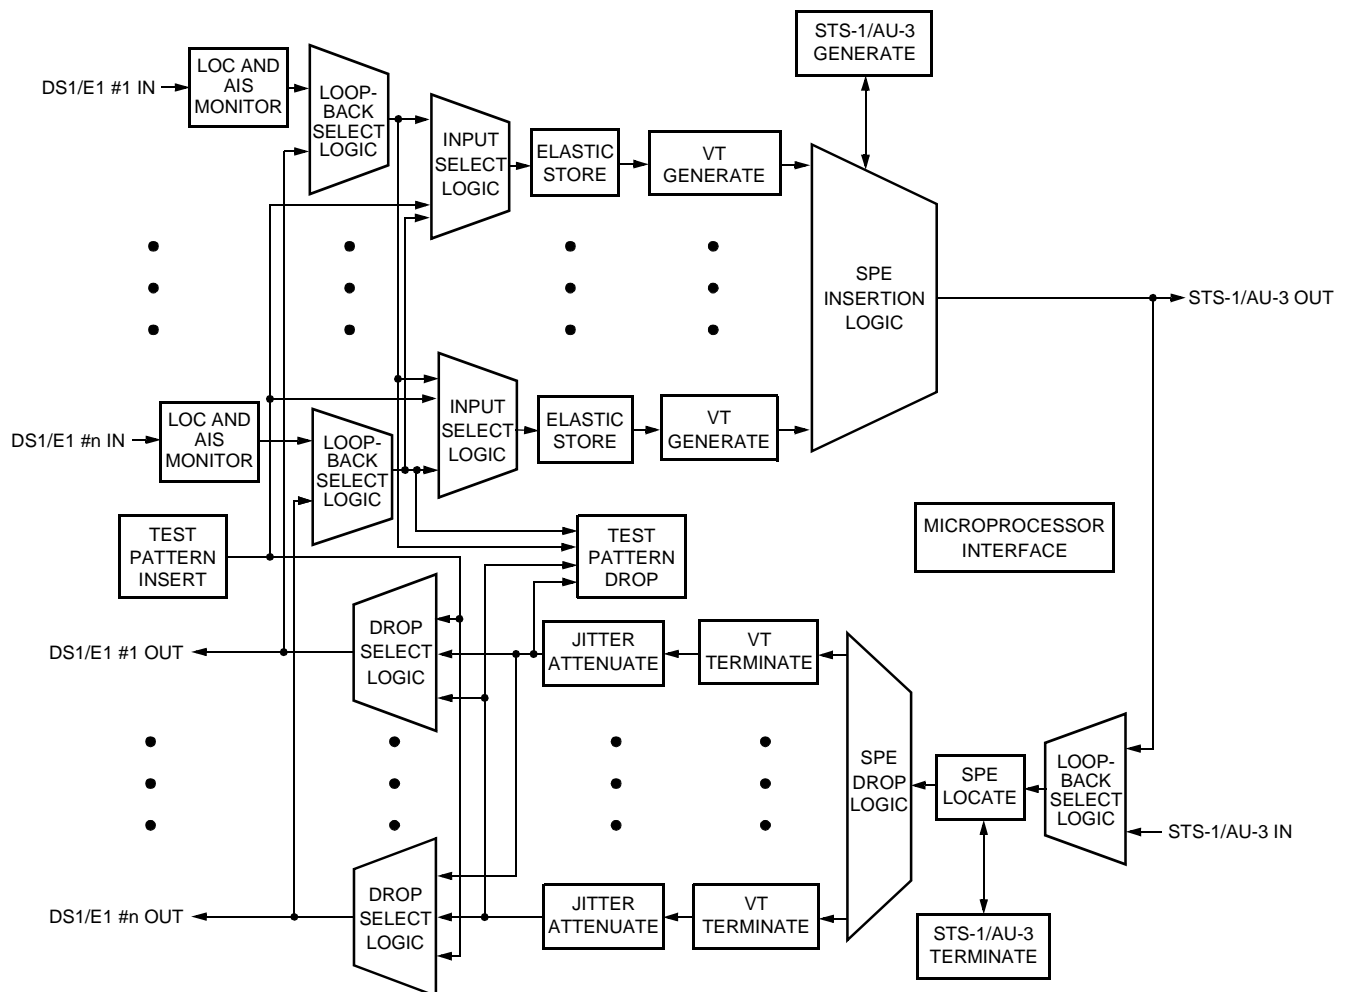 STS-1/AU-3
GENERATE
DS1/E1 #1 IN
LOC AND
AIS
MONITOR
LOOP-
BACK
SELECT
LOGIC
INPUT
SELECT
LOGIC
ELASTIC
STORE
VT
GENERATE
SPE
INSERTION
LOGIC
STS-1/AU-3 OUT
DS1/E1 #n IN
LOC AND
AIS
MONITOR
LOOP-
BACK
SELECT
LOGIC
INPUT
SELECT
LOGIC
ELASTIC
STORE
VT
GENERATE
TEST
PATTERN
INSERT
TEST
PATTERN
DROP
MICROPROCESSOR
INTERFACE
DS1/E1 #1 OUT
DROP
SELECT
LOGIC
JITTER
ATTENUATE
VT
TERMINATE
SPE
DROP
LOGIC
SPE
LOCATE
LOOP-
BACK
SELECT
LOGIC
STS-1/AU-3 IN
DS1/E1 #n OUT
DROP
SELECT
LOGIC
JITTER
ATTENUATE
VT
TERMINATE
STS-1/AU-3
TERMINATE